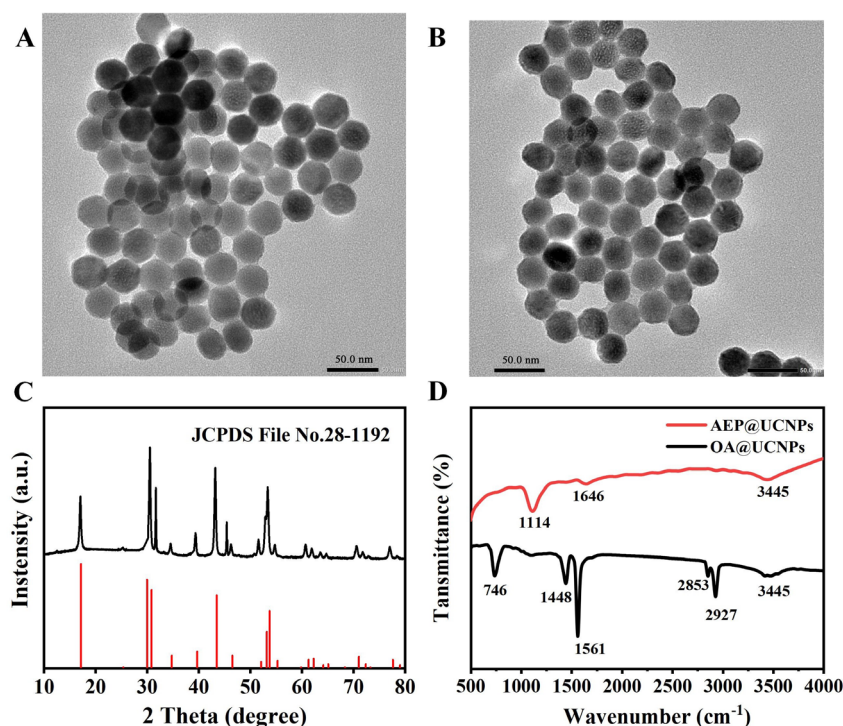 A
B
50.0 nm
50.0 nm
50.0nm
C
D
JCPDS File No.28-1192
Instensity (a.u.)
10 20 30 40 50 60 70 80
2 Theta (degree)
AEP@UCNPs
OA@UCNPs
Tansmittance (%)
1114
1646
3445
746
1448
1561
2853
2927
3445
500 1000 1500 2000 2500 3000 3500 4000
Wavenumber (cm⁻¹)